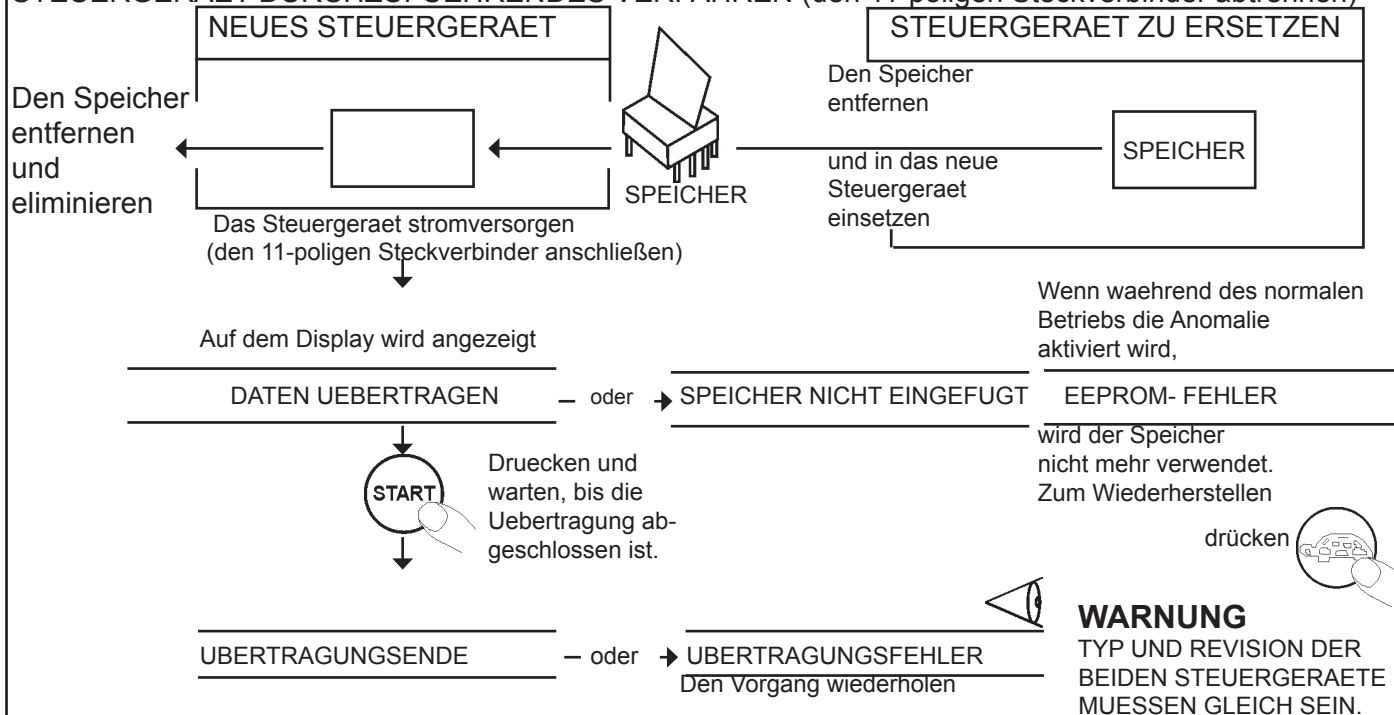 NEUES STEUERGERAET
STEUERGERAET ZU ERSETZEN
Den Speicher
entfernen
und
eliminieren
SPEICHER
Den Speicher
entfernen
und in das neue
Steuergeraet
einsetzen
SPEICHER
Das Steuergeraet stromversorgen
(den 11-poligen Steckverbinder anschließen)
Auf dem Display wird angezeigt
DATEN UEBERTRAGEN – oder SPEICHER NICHT EINGEFUGT
Wenn waehrend des normalen
Betriebs die Anomalie
aktiviert wird,
EEPROM- FEHLER
wird der Speicher
nicht mehr verwendet.
Zum Wiederherstellen
drücken
START
Druecken und
warten, bis die
Uebertragung ab-
geschlossen ist.
UBERTRAGUNGSENDE – oder UBERTRAGUNGSFEHLER
Den Vorgang wiederholen
WARNUNG
TYP UND REVISION DER
BEIDEN STEUERGERAETE
MUESSEN GLEICH SEIN.